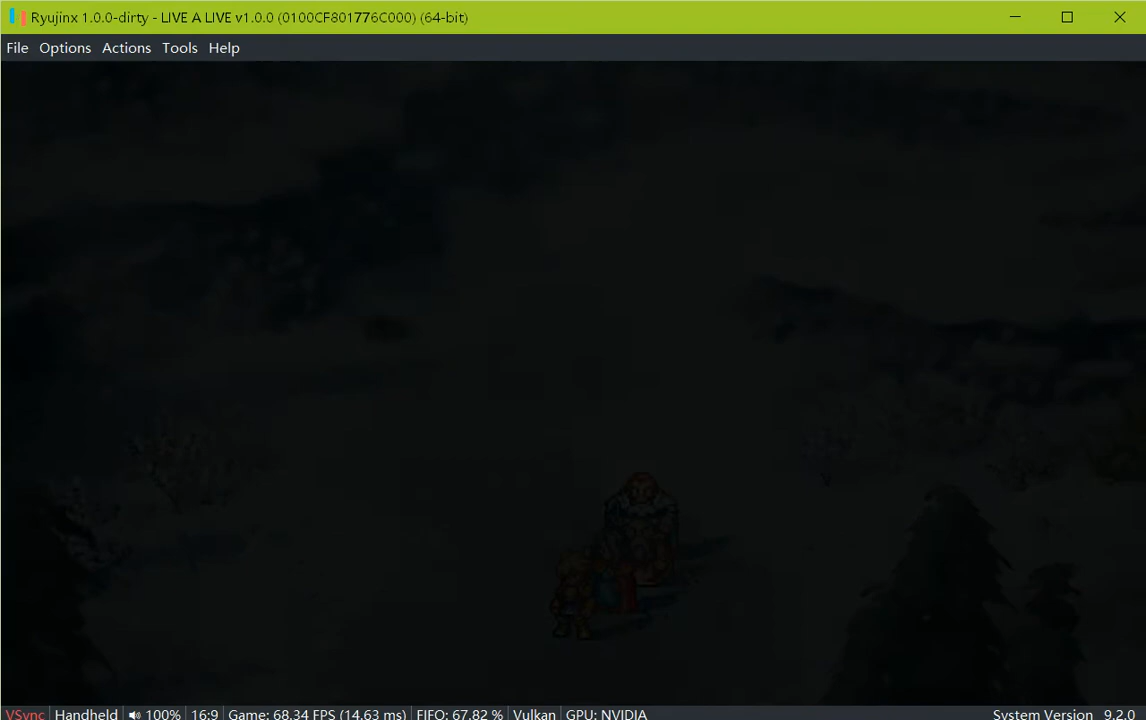 Ryujinx 1.0.0-dirty - LIVE A LIVE v1.0.0 (0100CF801776C000) (64-bit)
File Options Actions Tools Help
VSync Handheld 100% 16:9 Game: 68.34 FPS (14.63 ms) FIFO: 67.82 % Vulkan GPU: NVIDIA System Version 9.2.0